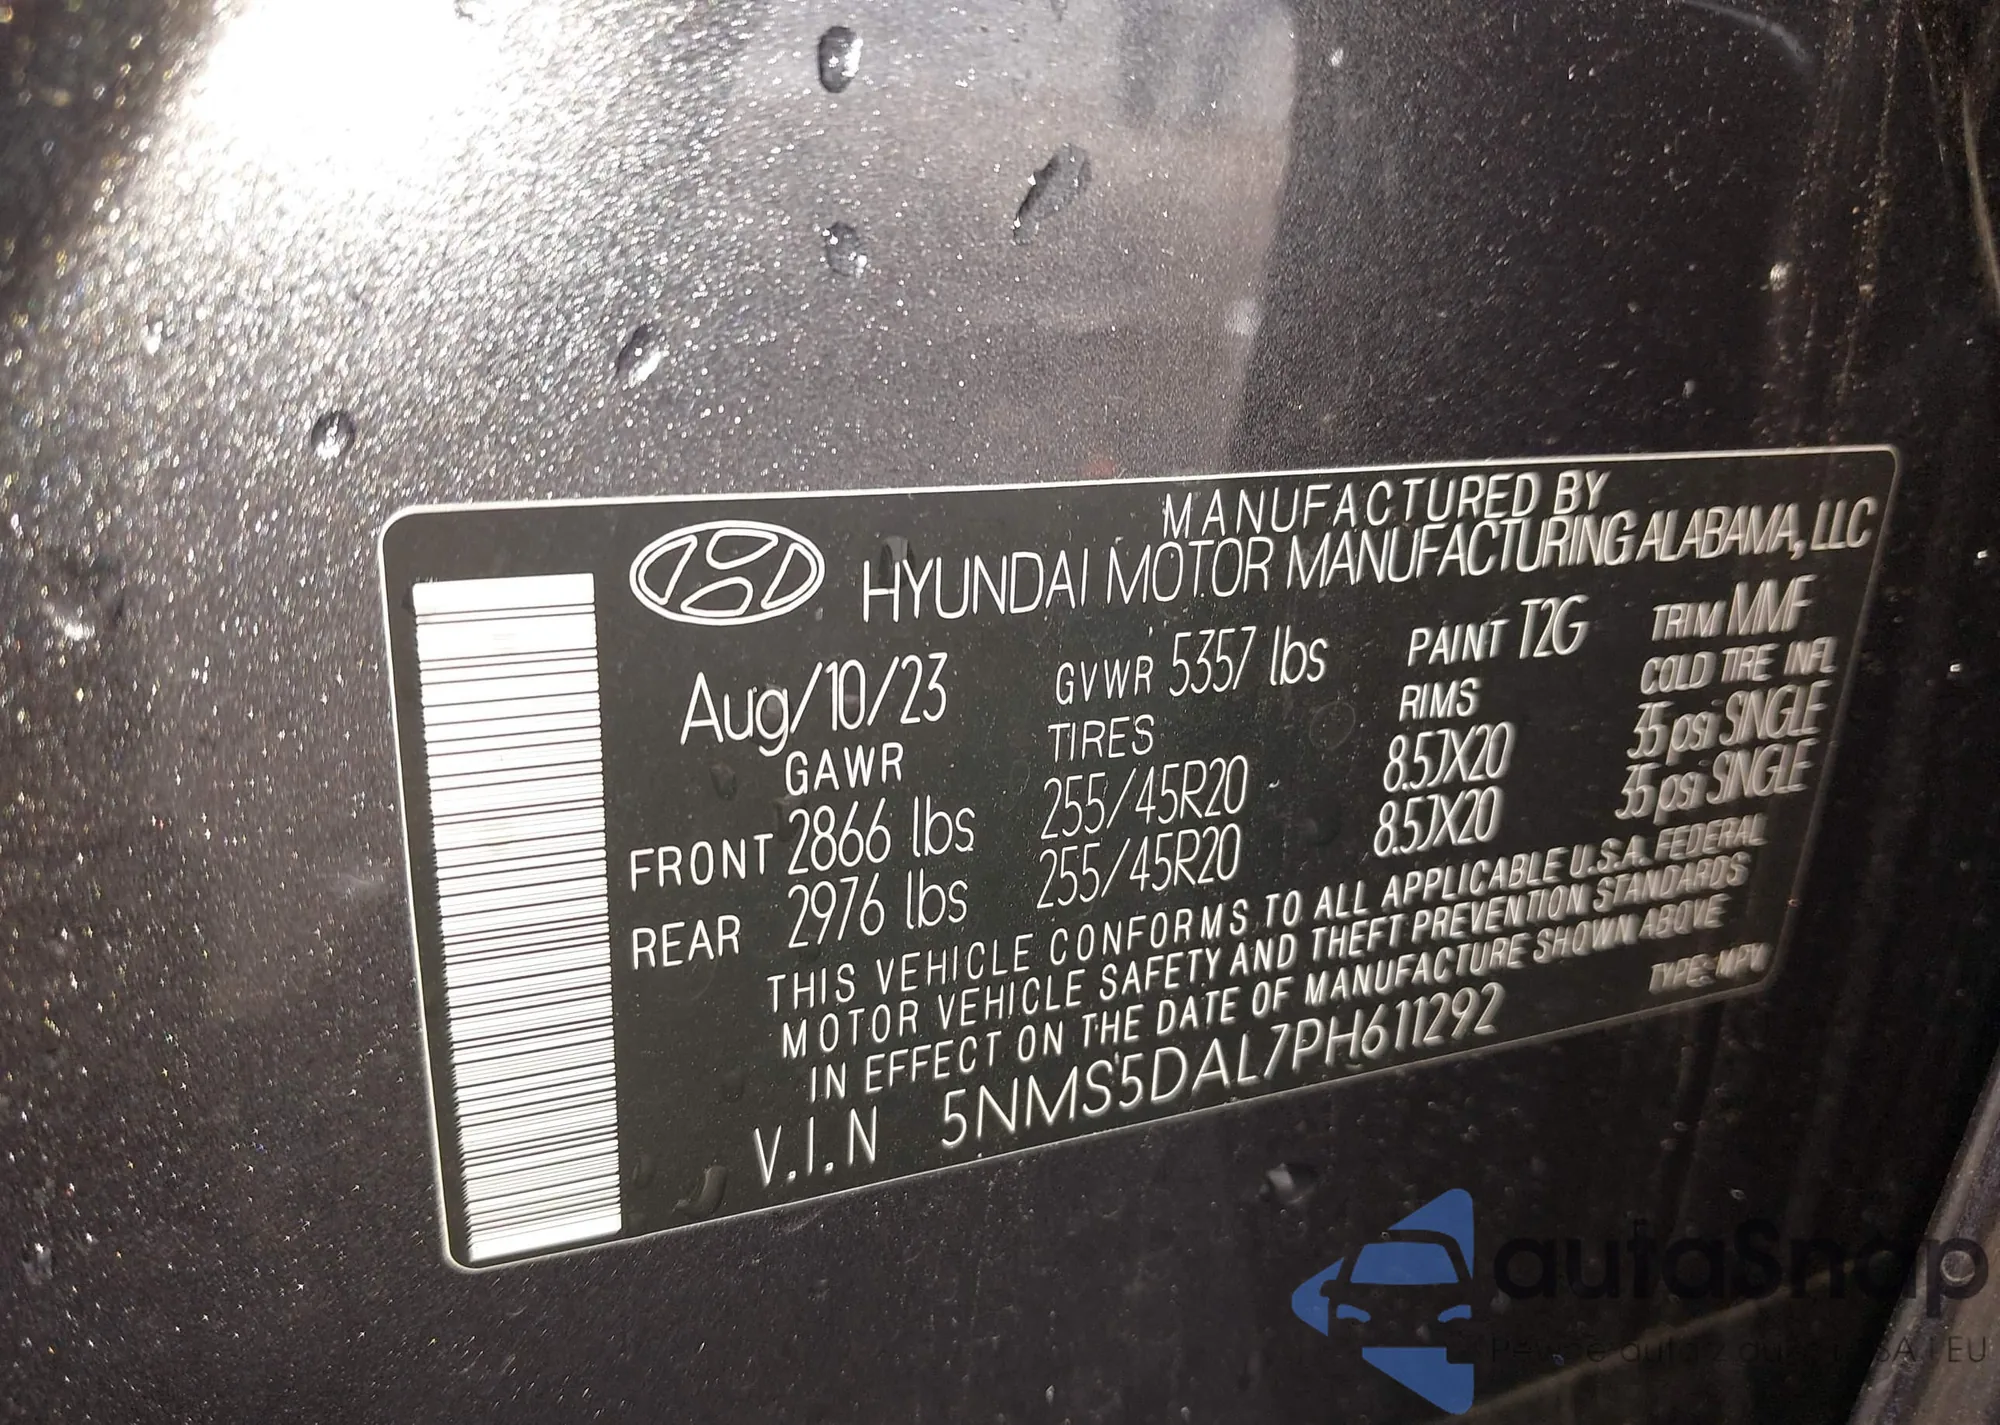 MANUFACTURED BY
HYUNDAI MOTOR MANUFACTURING ALABAMA, LLC
Aug/10/23 GVWR 5357 lbs PAINT T2G TRIM MMF
GAWR TIRES RIMS COLD TIRE INFL
FRONT 2866 lbs 255/45R20 8.5JX20 35 psi SINGLE
REAR 2976 lbs 255/45R20 8.5JX20 35 psi SINGLE
THIS VEHICLE CONFORMS TO ALL APPLICABLE U.S.A. FEDERAL
MOTOR VEHICLE SAFETY AND THEFT PREVENTION STANDARDS
IN EFFECT ON THE DATE OF MANUFACTURE SHOWN ABOVE
V.I.N 5NMS5DAL7PH611292 TYPE: MPV
autaSnap